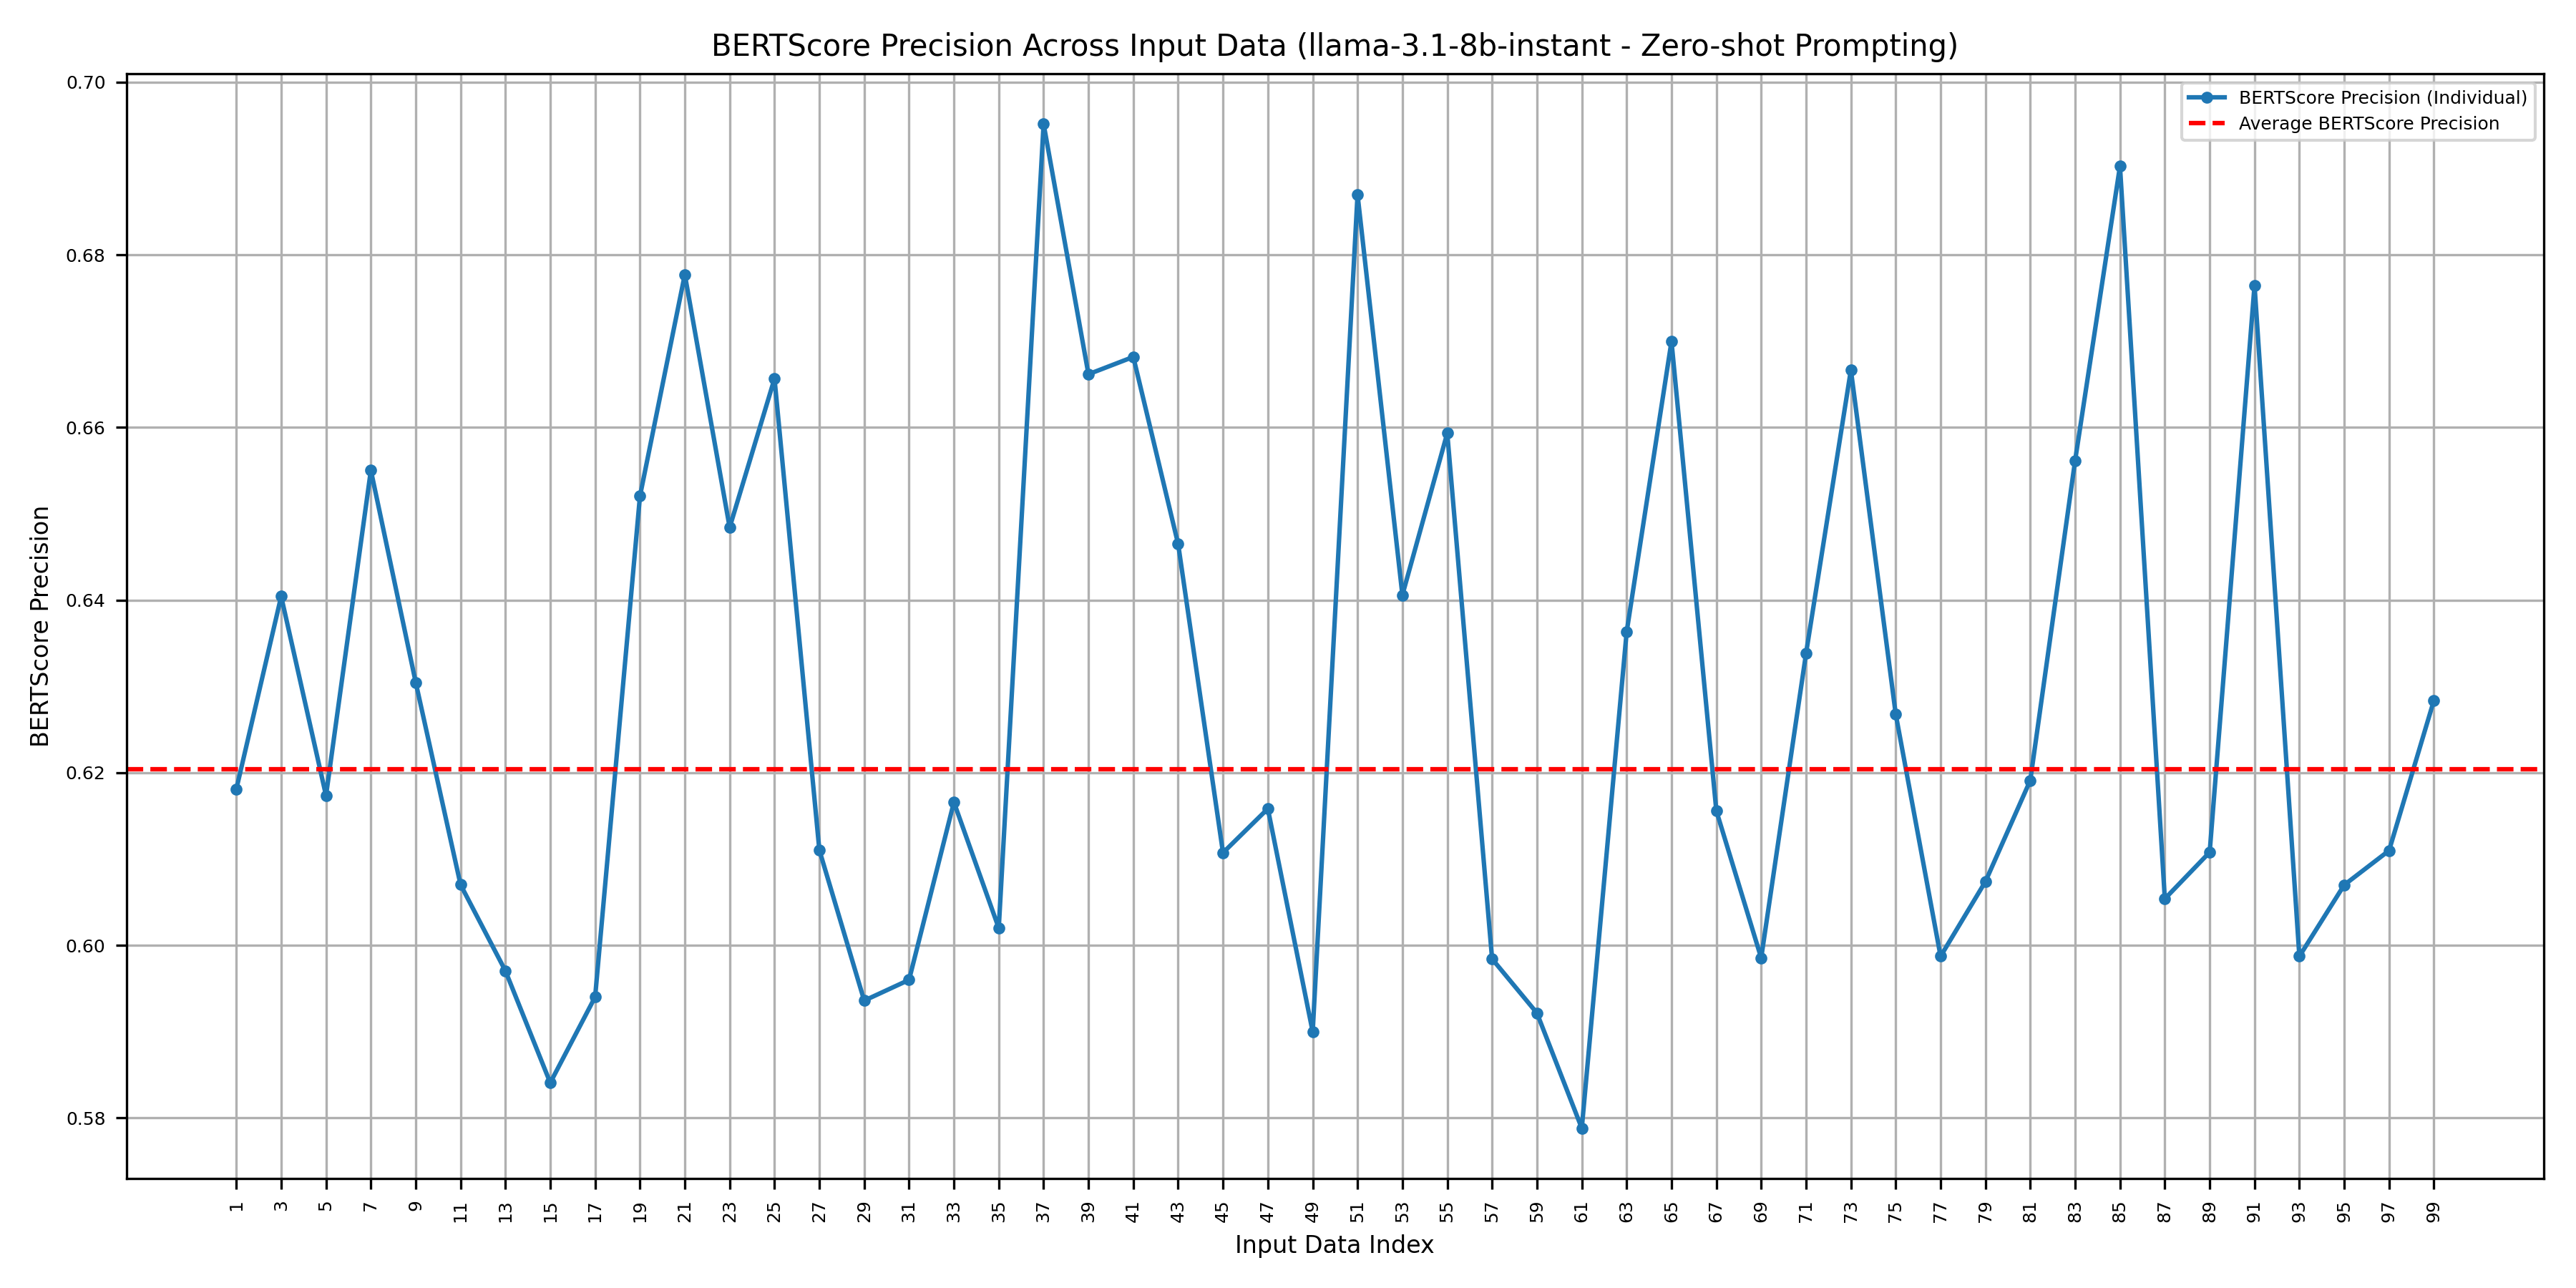 BERTScore Precision Across Input Data (llama-3.1-8b-instant - Zero-shot Prompting)
BERTScore Precision (Individual)
Average BERTScore Precision
BERTScore Precision
0.70
0.68
0.66
0.64
0.62
0.60
0.58
1 3 5 7 9 11 13 15 17 19 21 23 25 27 29 31 33 35 37 39 41 43 45 47 49 51 53 55 57 59 61 63 65 67 69 71 73 75 77 79 81 83 85 87 89 91 93 95 97 99
Input Data Index